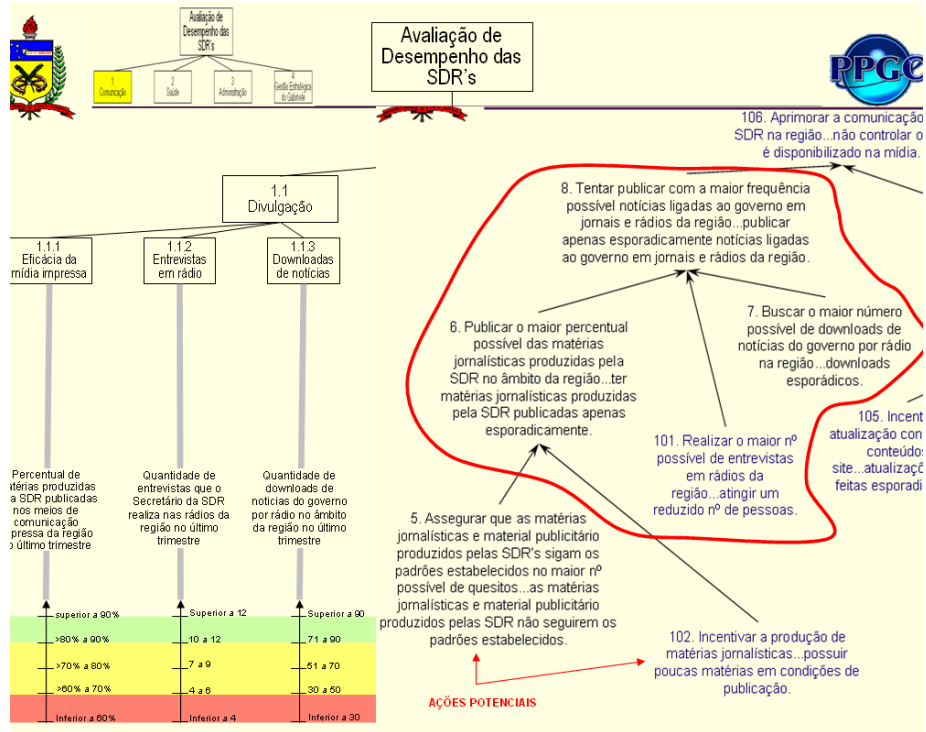 Avaliação de
Desempenho das
SDR's
1
Comunicação
2
Saúde
3
Administração
4
Gestão Estratégica
do Gabinete
Avaliação de
Desempenho das
SDR's
PPGE
1.1
Divulgação
1.1.1
Eficácia da
mídia impressa
1.1.2
Entrevistas
em rádio
1.1.3
Downloadas
de notícias
Percentual de
atérias produzidas
a SDR publicadas
nos meios de
comunicação
pressa da região
o último trimestre
Quantidade de
entrevistas que o
Secretário da SDR
realiza nas rádios da
região no último
trimestre
Quantidade de
downloads de
noticias do governo
por rádio no âmbito
da região no último
trimestre
superior a 90%
>80% a 90%
>70% a 80%
>60% a 70%
Inferior a 60%
Superior a 12
10 a 12
7 a 9
4 a 6
Inferior a 4
Superior a 90
71 a 90
51 a 70
30 a 50
Inferior a 30
106. Aprimorar a comunicação
SDR na região...não controlar o
é disponibilizado na mídia.
8. Tentar publicar com a maior frequência
possível notícias ligadas ao governo em
jornais e rádios da região...publicar
apenas esporadicamente notícias ligadas
ao governo em jornais e rádios da região.
6. Publicar o maior percentual
possível das matérias
jornalísticas produzidas pela
SDR no âmbito da região...ter
matérias jornalísticas produzidas
pela SDR publicadas apenas
esporadicamente.
7. Buscar o maior número
possível de downloads de
notícias do governo por rádio
na região...downloads
esporádicos.
101. Realizar o maior nº
possível de entrevistas
em rádios da
região...atingir um
reduzido nº de pessoas.
105. Incent
atualização con
conteúdos
site...atualizaçõ
feitas esporadi
5. Assegurar que as matérias
jornalísticas e material publicitário
produzidos pelas SDR's sigam os
padrões estabelecidos no maior nº
possível de quesitos...as matérias
jornalísticas e material publicitário
produzidos pelas SDR não seguirem os
padrões estabelecidos.
102. Incentivar a produção de
matérias jornalísticas...possuir
poucas matérias em condições de
publicação.
AÇÕES POTENCIAIS